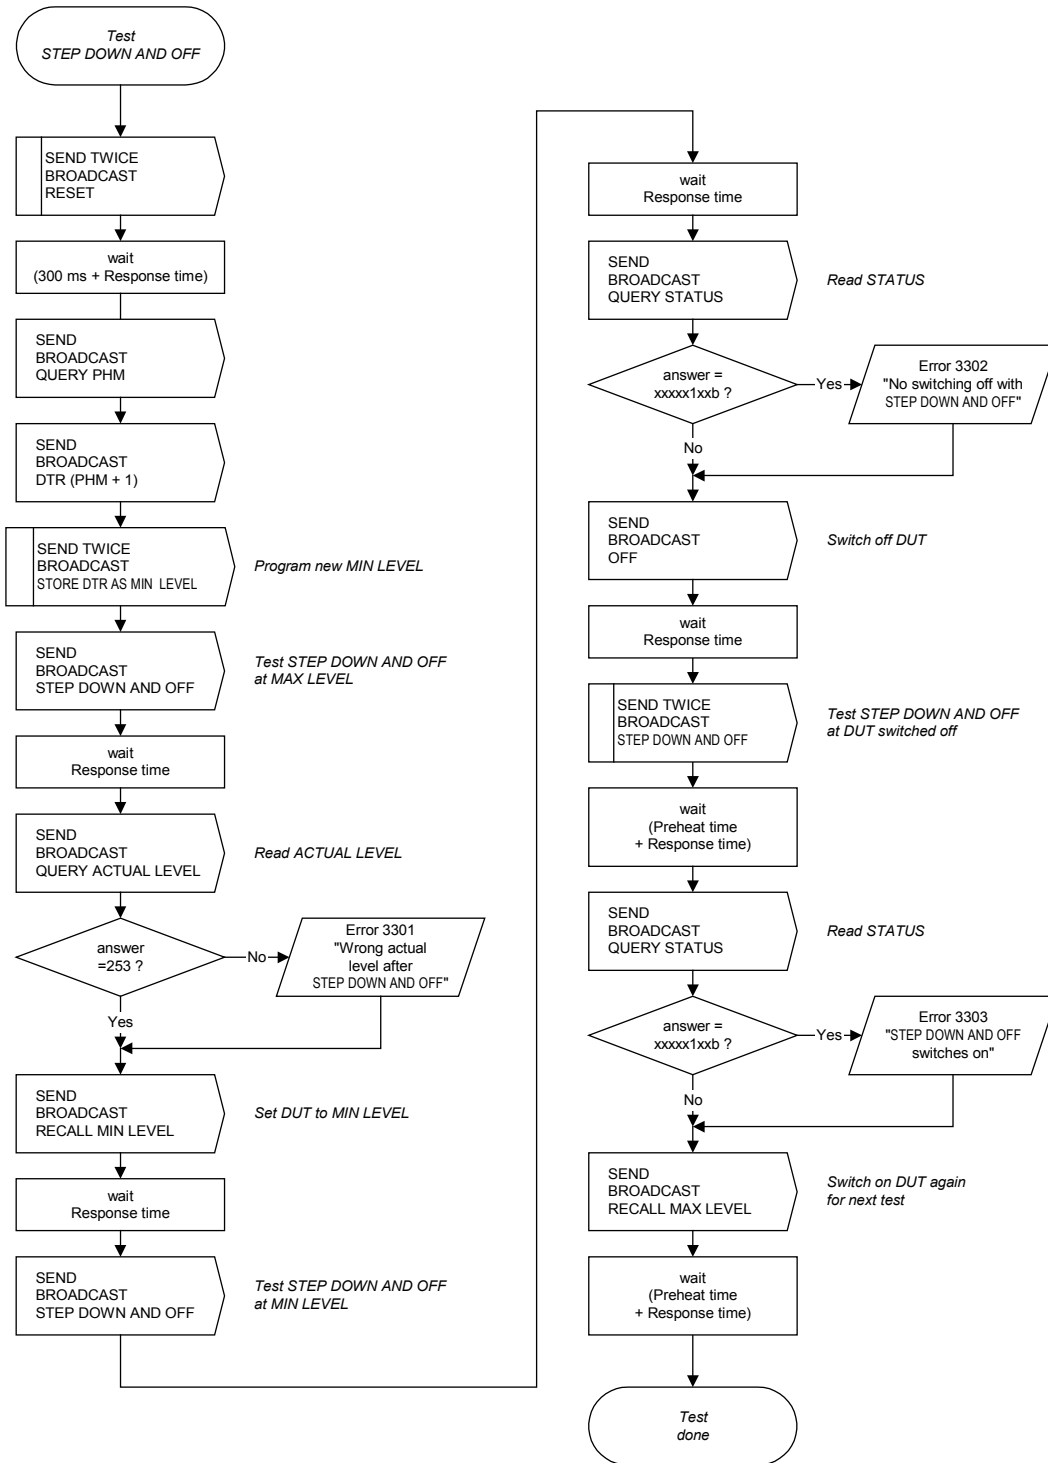 Test
STEP DOWN AND OFF
SEND TWICE
BROADCAST
RESET
wait
(300 ms + Response time)
SEND
BROADCAST
QUERY PHM
SEND
BROADCAST
DTR (PHM + 1)
SEND TWICE
BROADCAST
STORE DTR AS MIN LEVEL
Program new MIN LEVEL
SEND
BROADCAST
STEP DOWN AND OFF
Test STEP DOWN AND OFF
at MAX LEVEL
wait
Response time
SEND
BROADCAST
QUERY ACTUAL LEVEL
Read ACTUAL LEVEL
answer
=253 ?
No
Error 3301
"Wrong actual
level after
STEP DOWN AND OFF"
Yes
SEND
BROADCAST
RECALL MIN LEVEL
Set DUT to MIN LEVEL
wait
Response time
SEND
BROADCAST
STEP DOWN AND OFF
Test STEP DOWN AND OFF
at MIN LEVEL
wait
Response time
SEND
BROADCAST
QUERY STATUS
Read STATUS
answer =
xxxxx1xxb ?
Yes
Error 3302
"No switching off with
STEP DOWN AND OFF"
No
SEND
BROADCAST
OFF
Switch off DUT
wait
Response time
SEND TWICE
BROADCAST
STEP DOWN AND OFF
Test STEP DOWN AND OFF
at DUT switched off
wait
(Preheat time
+ Response time)
SEND
BROADCAST
QUERY STATUS
Read STATUS
answer =
xxxxx1xxb ?
Yes
Error 3303
"STEP DOWN AND OFF
switches on"
No
SEND
BROADCAST
RECALL MAX LEVEL
Switch on DUT again
for next test
wait
(Preheat time
+ Response time)
Test
done